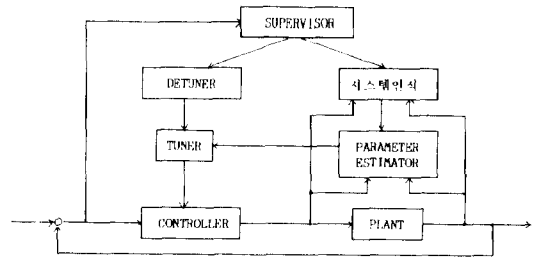 SUPERVISOR
DETUNER
시스템인식
TUNER
PARAMETER
ESTIMATOR
CONTROLLER
PLANT